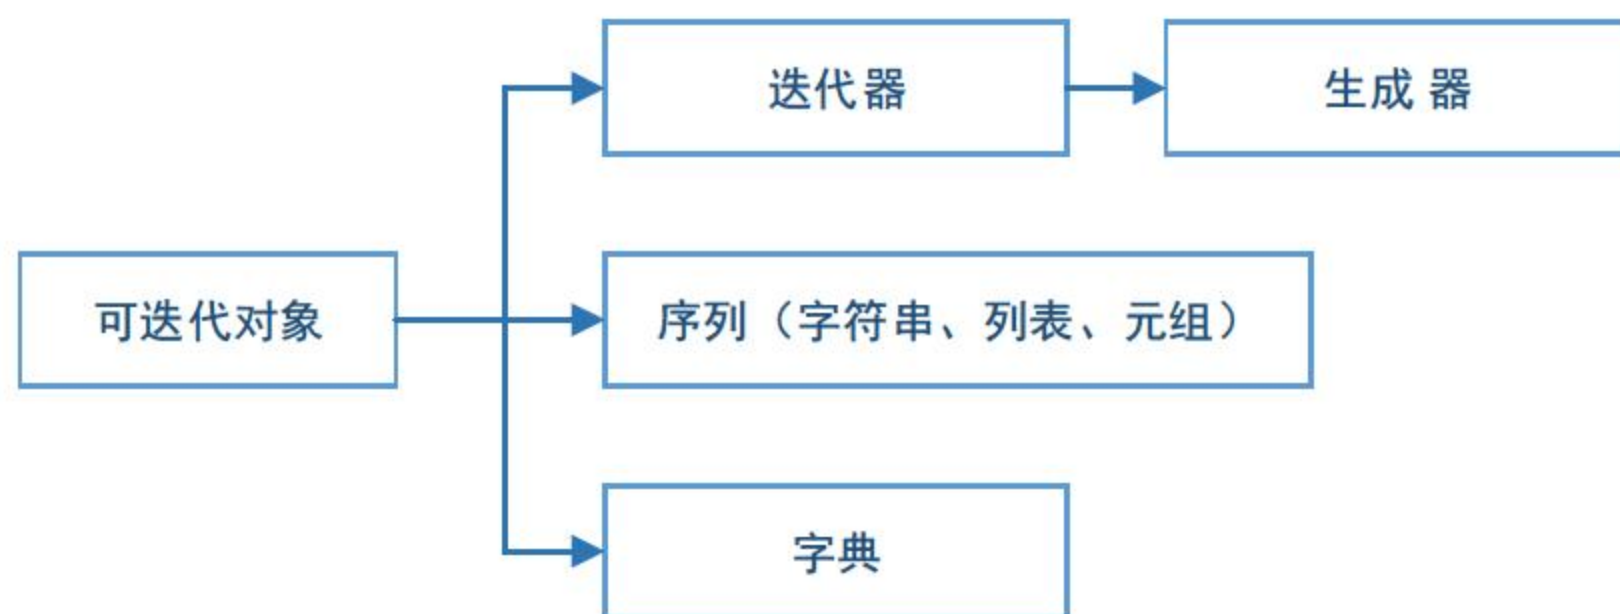 迭代器
生成器
可迭代对象
序列（字符串、列表、元组）
字典